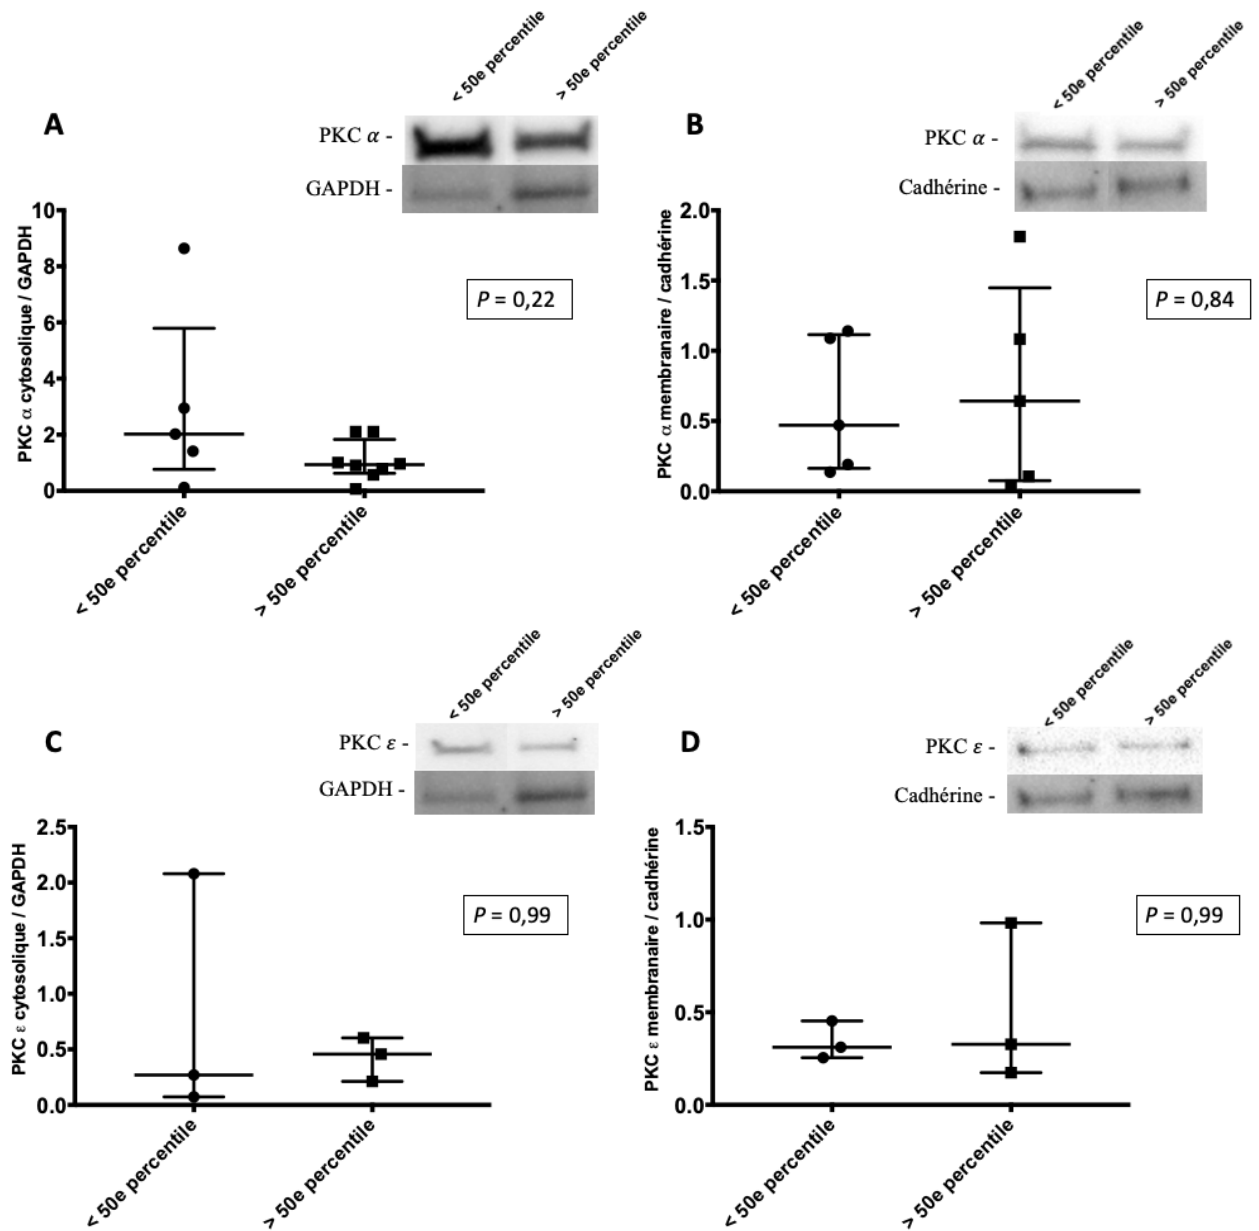 < 50e percentile
> 50e percentile
A
PKC α -
GAPDH -
PKC α cytosolique / GAPDH
10
8
6
4
2
0
P = 0,22
< 50e percentile
> 50e percentile
< 50e percentile
> 50e percentile
B
PKC α -
Cadhérine -
PKC α membranaire / cadhérine
2.0
1.5
1.0
0.5
0.0
P = 0,84
< 50e percentile
> 50e percentile
< 50e percentile
> 50e percentile
C
PKC ε -
GAPDH -
PKC ε cytosolique / GAPDH
2.5
2.0
1.5
1.0
0.5
0.0
P = 0,99
< 50e percentile
> 50e percentile
< 50e percentile
> 50e percentile
D
PKC ε -
Cadhérine -
PKC ε membranaire / cadhérine
1.5
1.0
0.5
0.0
P = 0,99
< 50e percentile
> 50e percentile